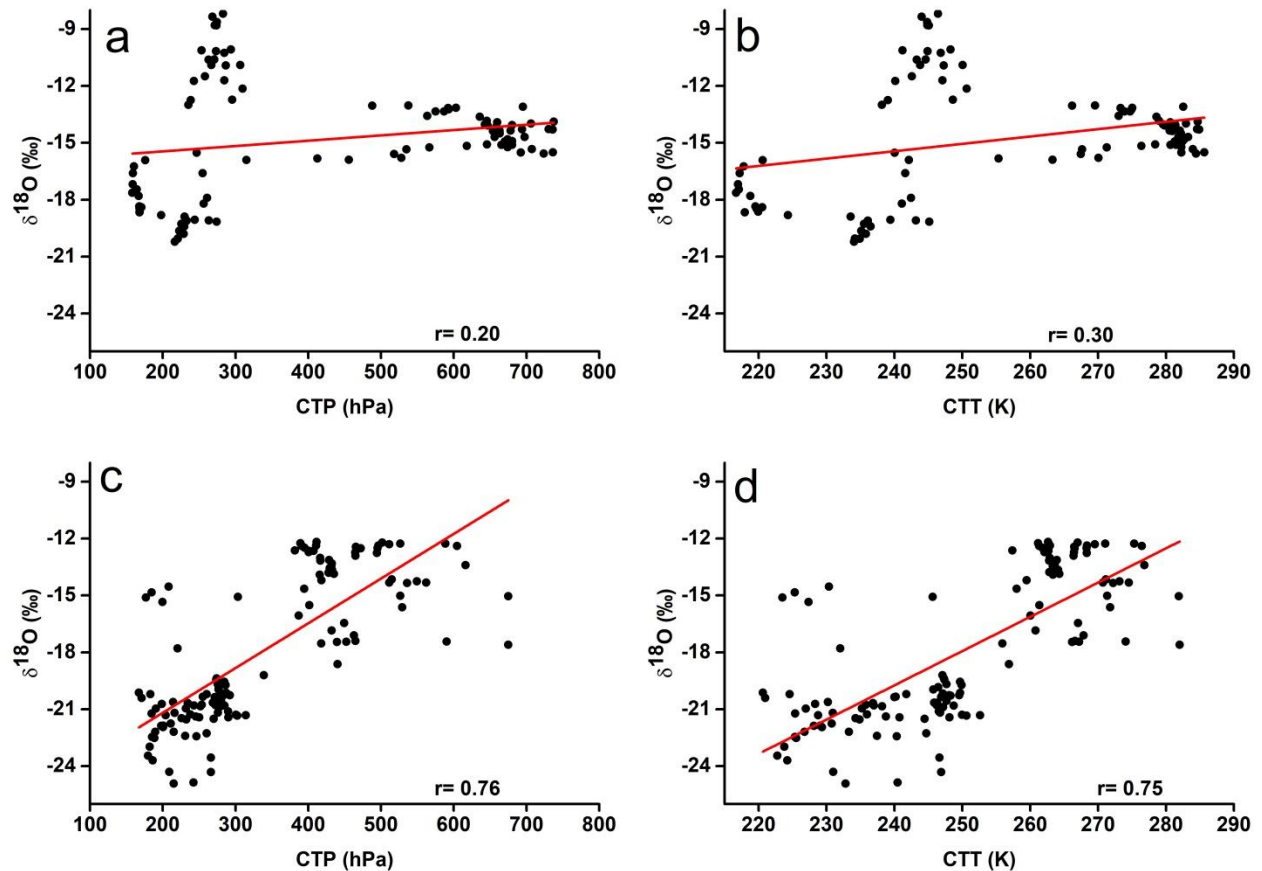 a
-9
-12
-15
-18
-21
-24
δ18O (‰)
r= 0.20
100 200 300 400 500 600 700 800
CTP (hPa)
b
-9
-12
-15
-18
-21
-24
δ18O (‰)
r= 0.30
220 230 240 250 260 270 280 290
CTT (K)
c
-9
-12
-15
-18
-21
-24
δ18O (‰)
r= 0.76
100 200 300 400 500 600 700 800
CTP (hPa)
d
-9
-12
-15
-18
-21
-24
δ18O (‰)
r= 0.75
220 230 240 250 260 270 280 290
CTT (K)